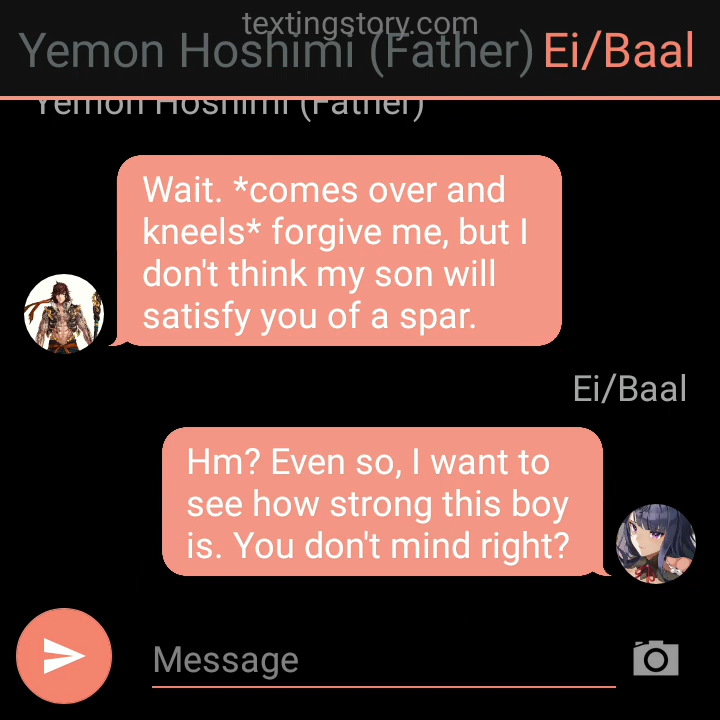 textingstory.com
Yemon Hoshimi (Father) Ei/Baal
Yemon Hoshimi (Father)
Wait. *comes over and
kneels* forgive me, but I
don't think my son will
satisfy you of a spar.
Ei/Baal
Hm? Even so, I want to
see how strong this boy
is. You don't mind right?
Message